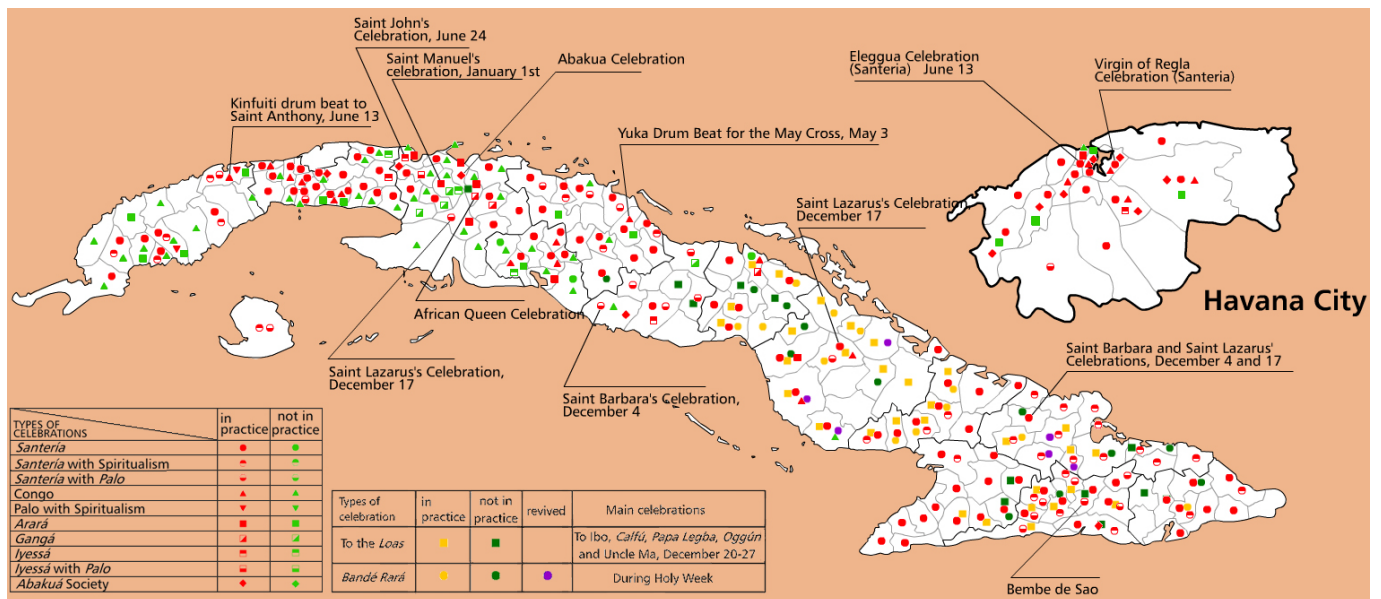 Saint John's
Celebration, June 24
Saint Manuel's
celebration, January 1st
Abakua Celebration
Eleggua Celebration
(Santeria) June 13
Virgin of Regla
Celebration (Santeria)
Kinfuiti drum beat to
Saint Anthony, June 13
Yuka Drum Beat for the May Cross, May 3
Saint Lazarus's Celebration,
December 17
Havana City
African Queen Celebration
Saint Lazarus's Celebration,
December 17
Saint Barbara's Celebration,
December 4
Saint Barbara and Saint Lazarus'
Celebrations, December 4 and 17
Bembe de Sao
TYPES OF
CELEBRATIONS
in
practice
not in
practice
Santería
Santería with Spiritualism
Santería with Palo
Congo
Palo with Spiritualism
Arará
Gangá
Iyessá
Iyessá with Palo
Abakuá Society
Types of
celebration
in
practice
not in
practice
revived
Main celebrations
To the Loas
To Ibo, Calfú, Papa Legba, Oggún
and Uncle Ma, December 20-27
Bandé Rará
During Holy Week